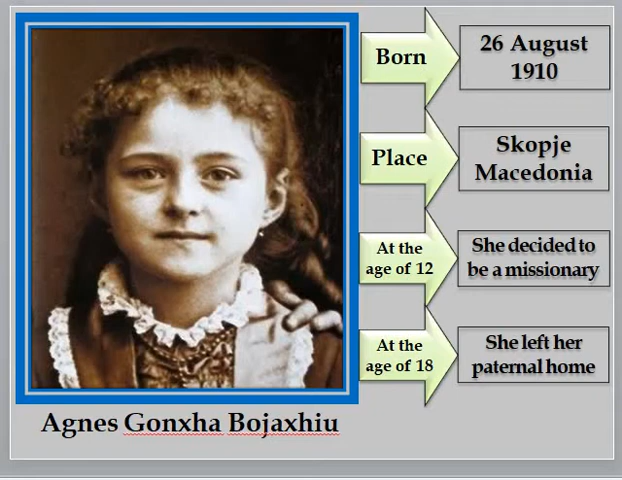 Born
26 August
1910
Place
Skopje
Macedonia
At the
age of 12
She decided to
be a missionary
At the
age of 18
She left her
paternal home
Agnes Gonxha Bojaxhiu